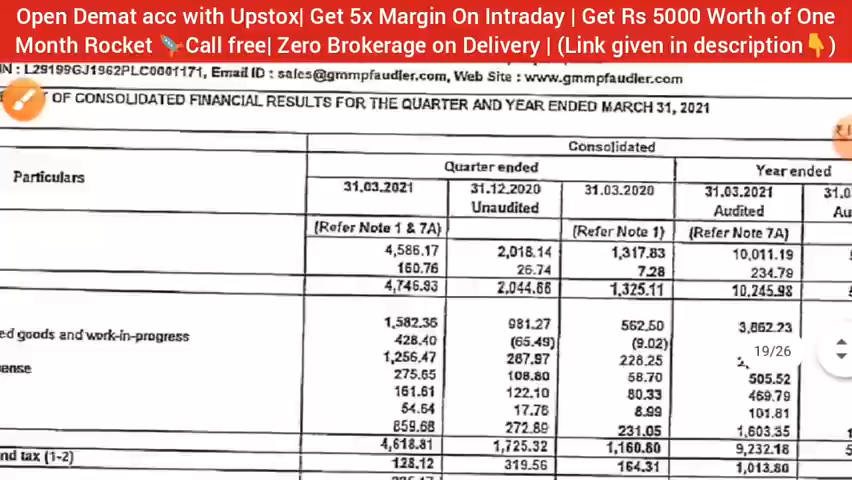 Open Demat acc with Upstox| Get 5x Margin On Intraday | Get Rs 5000 Worth of One
Month Rocket 🚀Call free| Zero Brokerage on Delivery | (Link given in description👇)
IN : L29199GJ1962PLC0001171, Email ID : sales@gmmpfaudler.com, Web Site : www.gmmpfaudler.com
OF CONSOLIDATED FINANCIAL RESULTS FOR THE QUARTER AND YEAR ENDED MARCH 31, 2021
Consolidated
Particulars Quarter ended Year ended
31.03.2021 31.12.2020 31.03.2020 31.03.2021 31.0
Unaudited Audited Au
(Refer Note 1 & 7A) (Refer Note 1) (Refer Note 7A)
4,586.17 2,018.14 1,317.83 10,011.19
160.76 26.74 7.28 234.79
4,746.93 2,044.88 1,325.11 10,245.98
1,582.36 981.27 562.50 3,862.23
ed goods and work-in-progress 428.40 (65.49) (9.02)
1,256.47 267.97 228.25 2, 19/26
ense 275.65 108.80 58.70 505.52
161.61 122.10 80.33 469.79
54.64 17.78 8.99 101.81
859.68 272.89 231.05 1,603.35
4,618.81 1,725.32 1,160.80 9,232.18
nd tax (1-2) 128.12 319.56 164.31 1,013.80